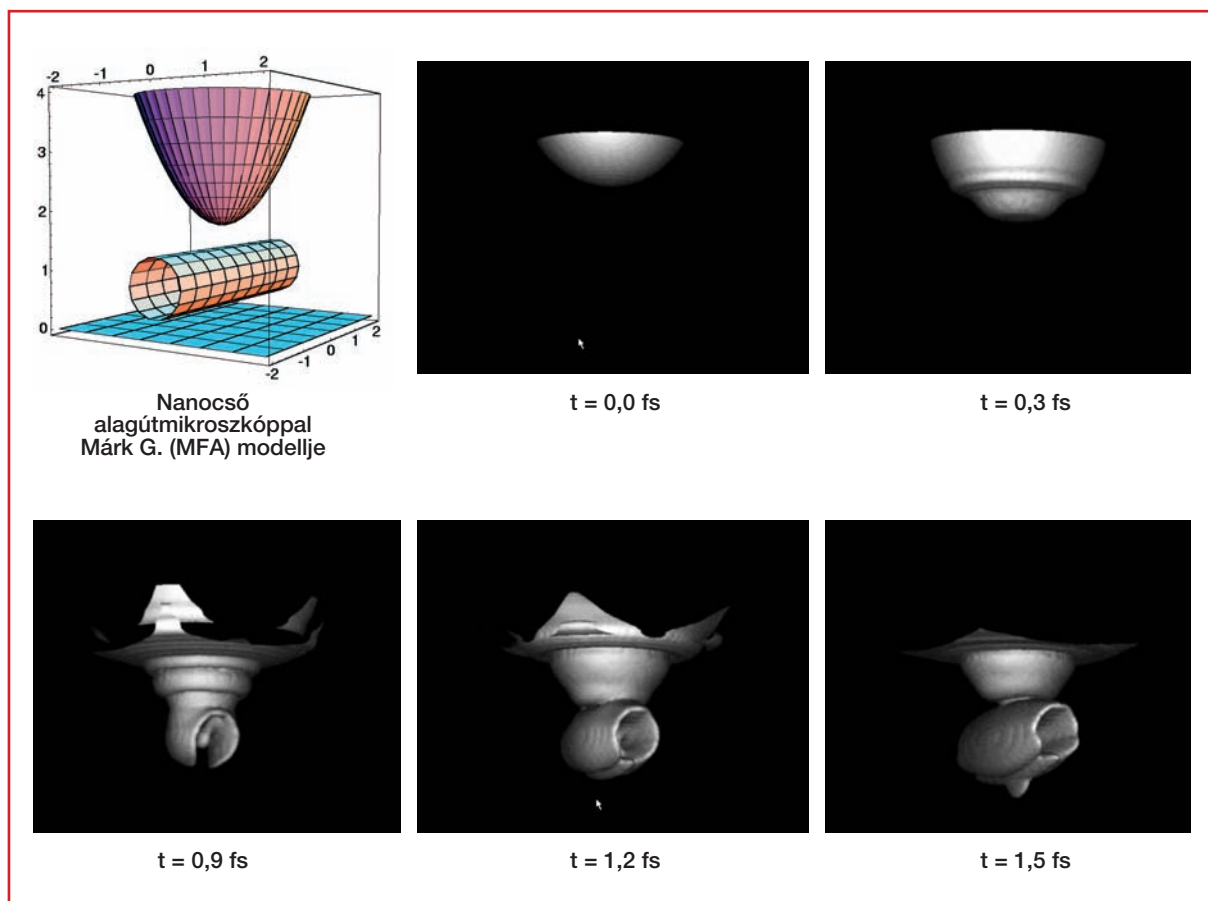 -2 -1 0 1 2
4
3
2
1
0
2
1
0
-1
-2
Nanocső
alagútmikroszkóppal
Márk G. (MFA) modellje
t = 0,0 fs
t = 0,3 fs
t = 0,9 fs
t = 1,2 fs
t = 1,5 fs